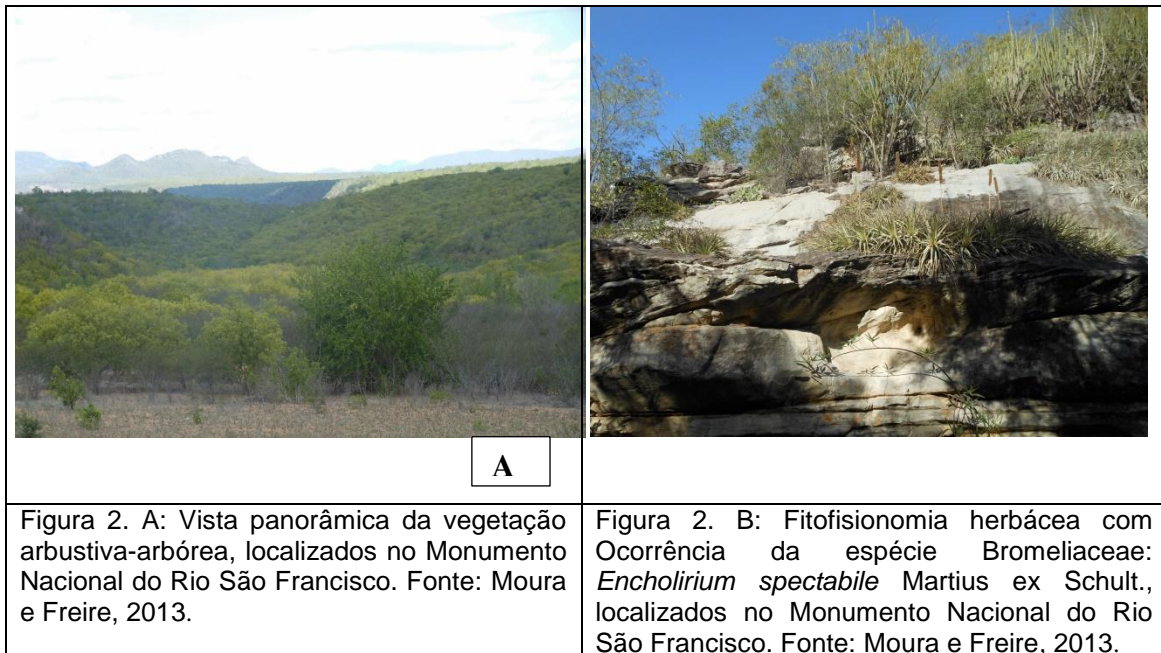 A
Figura 2. A: Vista panorâmica da vegetação
arbustiva-arbórea, localizados no Monumento
Nacional do Rio São Francisco. Fonte: Moura
e Freire, 2013.
Figura 2. B: Fitofisionomia herbácea com
Ocorrência da espécie Bromeliaceae:
Encholirium spectabile Martius ex Schult.,
localizados no Monumento Nacional do Rio
São Francisco. Fonte: Moura e Freire, 2013.